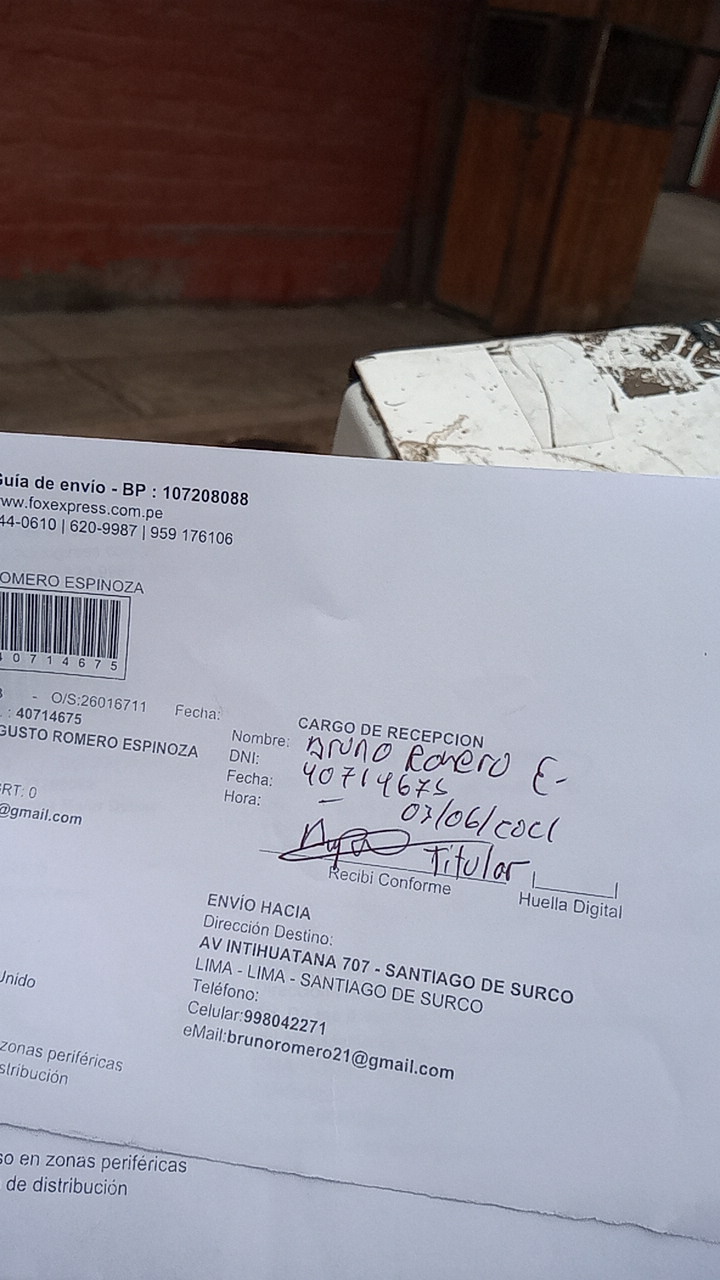 Guía de envío - BP : 107208088
www.foxexpress.com.pe
44-0610 | 620-9987 | 959 176106
OMERO ESPINOZA
40714675
- O/S:26016711 Fecha:
: 40714675
GUSTO ROMERO ESPINOZA
RT: 0
@gmail.com
Unido
zonas periféricas
stribución
CARGO DE RECEPCION
Nombre: Bruno Romero E-
DNI: 40714675
Fecha: 03/06/
Hora: -
Titular
Recibi Conforme
Huella Digital
ENVÍO HACIA
Dirección Destino:
AV INTIHUATANA 707 - SANTIAGO DE SURCO
LIMA - LIMA - SANTIAGO DE SURCO
Teléfono:
Celular:998042271
eMail:brunoromero21@gmail.com
so en zonas periféricas
de distribución